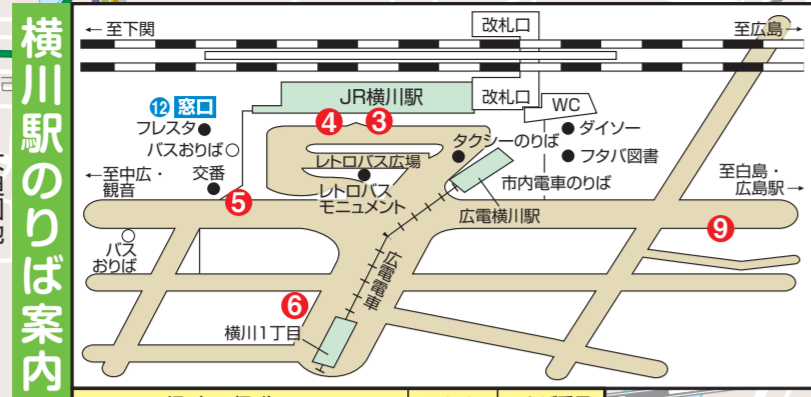 横川駅のりば案内
←至下関
改札口
至広島→
JR横川駅
改札口
WC
⑫ 窓口
フレスタ
バスおりば
交番
←至中広・
観音
④
③
レトロバス広場
レトロバス
モニュメント
タクシーのりば
ダイソー
フタバ図書
市内電車のりば
広電横川駅
至白島・
広島駅→
⑤
⑨
バス
おりば
広電電車
⑥
横川1丁目